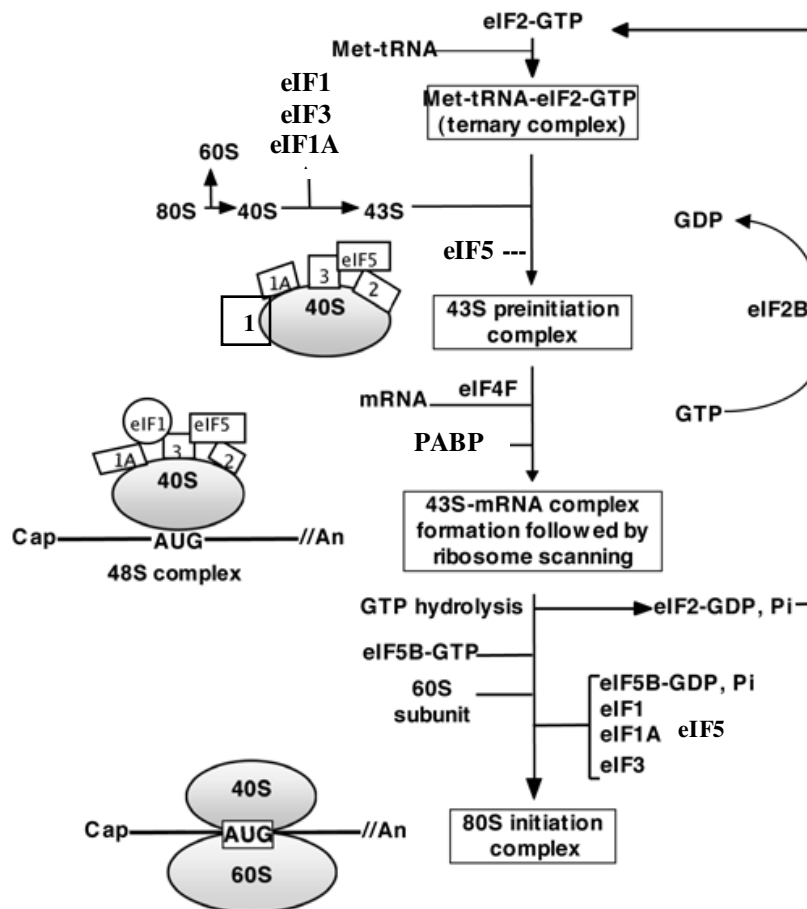 eIF2-GTP
Met-tRNA
eIF1
eIF3
eIF1A
Met-tRNA-eIF2-GTP
(ternary complex)
60S
80S
40S
43S
GDP
eIF5 ---
eIF5
1A
3
2
40S
1
43S preinitiation
complex
eIF2B
mRNA
eIF4F
GTP
PABP
eIF1
eIF5
1A
3
2
40S
Cap
AUG
//An
48S complex
43S-mRNA complex
formation followed by
ribosome scanning
GTP hydrolysis
eIF2-GDP, Pi
eIF5B-GTP
60S
subunit
eIF5B-GDP, Pi
eIF1
eIF1A
eIF5
eIF3
40S
Cap
AUG
//An
60S
80S initiation
complex